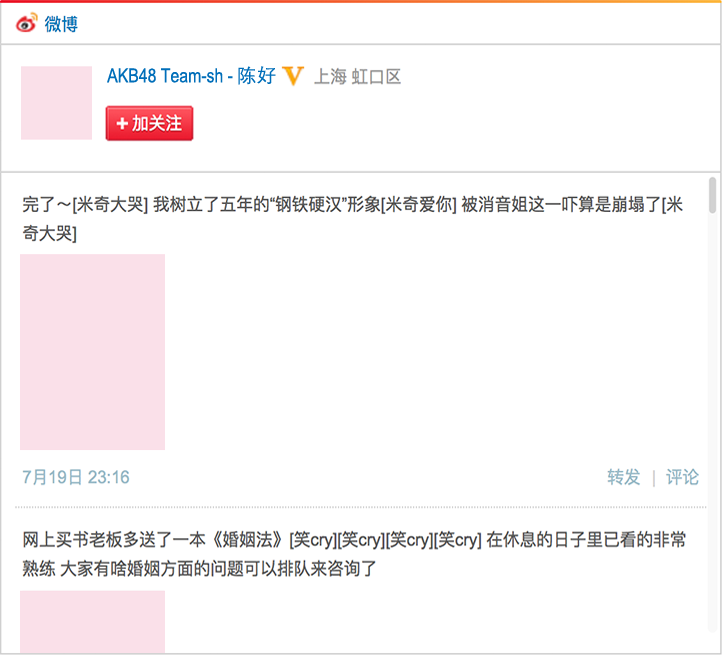 微博
AKB48 Team-sh - 陈好 V 上海 虹口区
+ 加关注
完了～[米奇大哭] 我树立了五年的“钢铁硬汉”形象[米奇爱你] 被消音姐这一吓算是崩塌了[米
奇大哭]
7月19日 23:16 转发 | 评论
网上买书老板多送了一本《婚姻法》[笑cry][笑cry][笑cry][笑cry] 在休息的日子里已看的非常
熟练 大家有啥婚姻方面的问题可以排队来咨询了